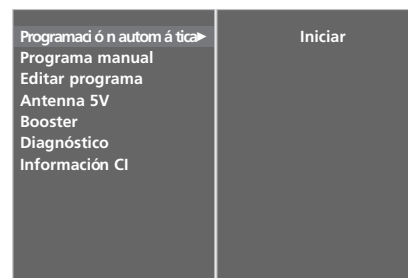 Programaci ó n autom á tica► Iniciar
Programa manual
Editar programa
Antenna 5V
Booster
Diagnóstico
Información CI